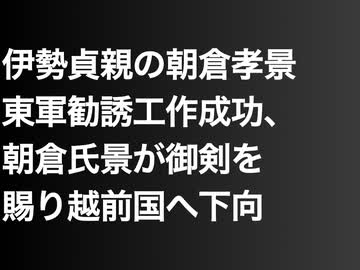 伊勢貞親の朝倉孝景
東軍勧誘工作成功、
朝倉氏景が御剣を
賜り越前国へ下向